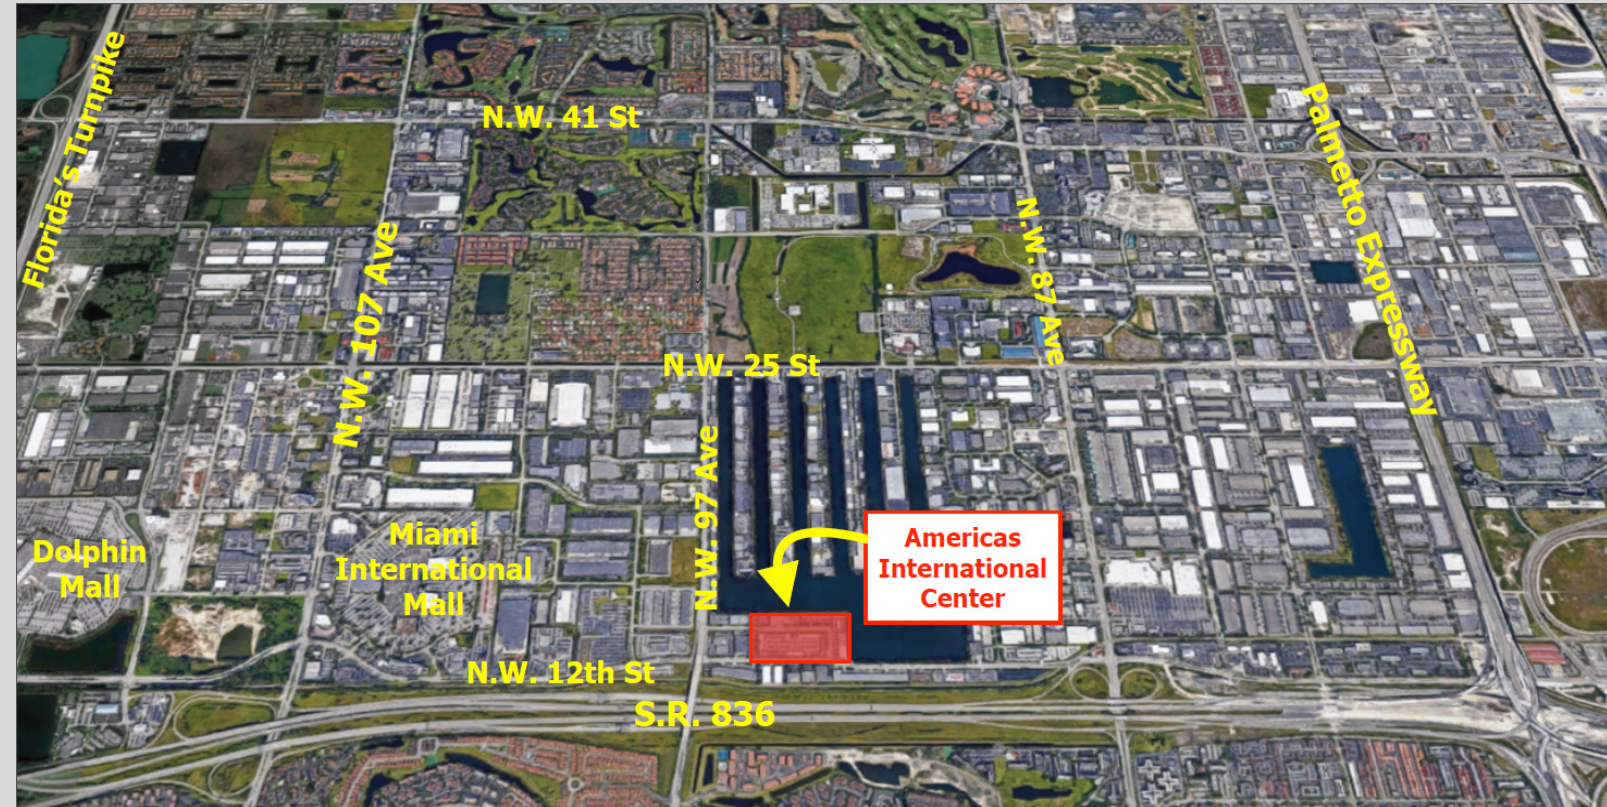 Florida's Turnpike
N.W. 41 St
Palmetto Expressway
N.W. 107 Ave
N.W. 87 Ave
N.W. 25 St
N.W. 97 Ave
Dolphin
Mall
Miami
International
Mall
Americas
International
Center
N.W. 12th St
S.R. 836